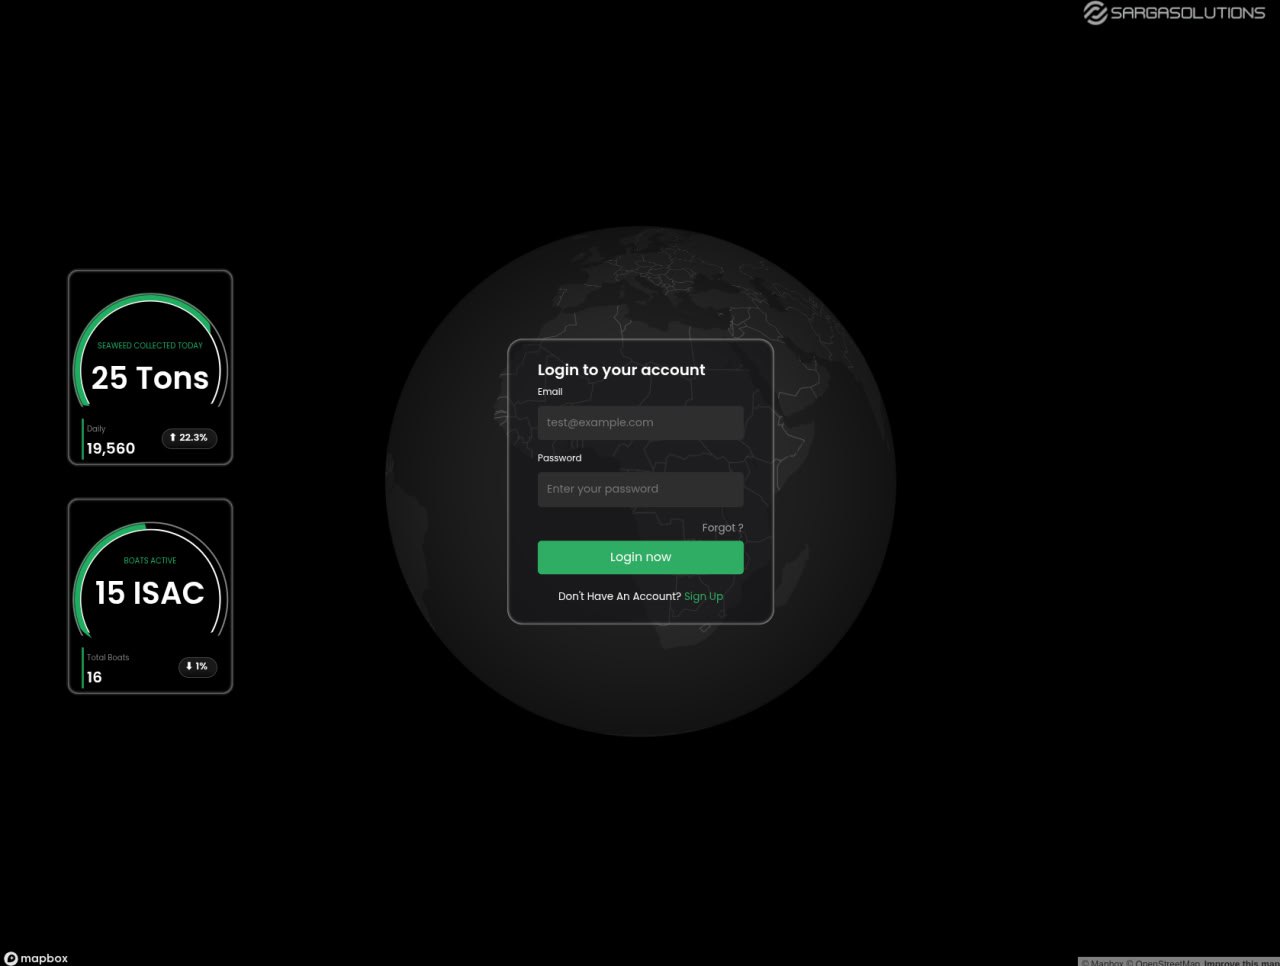 SARGASOLUTIONS
SEAWEED COLLECTED TODAY
25 Tons
Daily
19,560
⬆ 22.3%
BOATS ACTIVE
15 ISAC
Total Boats
16
⬇ 1%
Login to your account
Email
test@example.com
Password
Enter your password
Forgot ?
Login now
Don't Have An Account? Sign Up
mapbox
© Mapbox © OpenStreetMap Improve this map